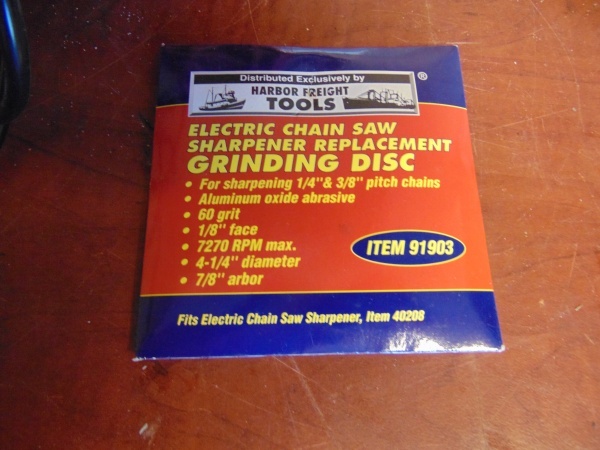 Distributed Exclusively by
HARBOR FREIGHT
TOOLS
®
ELECTRIC CHAIN SAW
SHARPENER REPLACEMENT
GRINDING DISC
• For sharpening 1/4"& 3/8" pitch chains
• Aluminum oxide abrasive
• 60 grit
• 1/8" face
• 7270 RPM max.
• 4-1/4" diameter
• 7/8" arbor
ITEM 91903
Fits Electric Chain Saw Sharpener, Item 40208